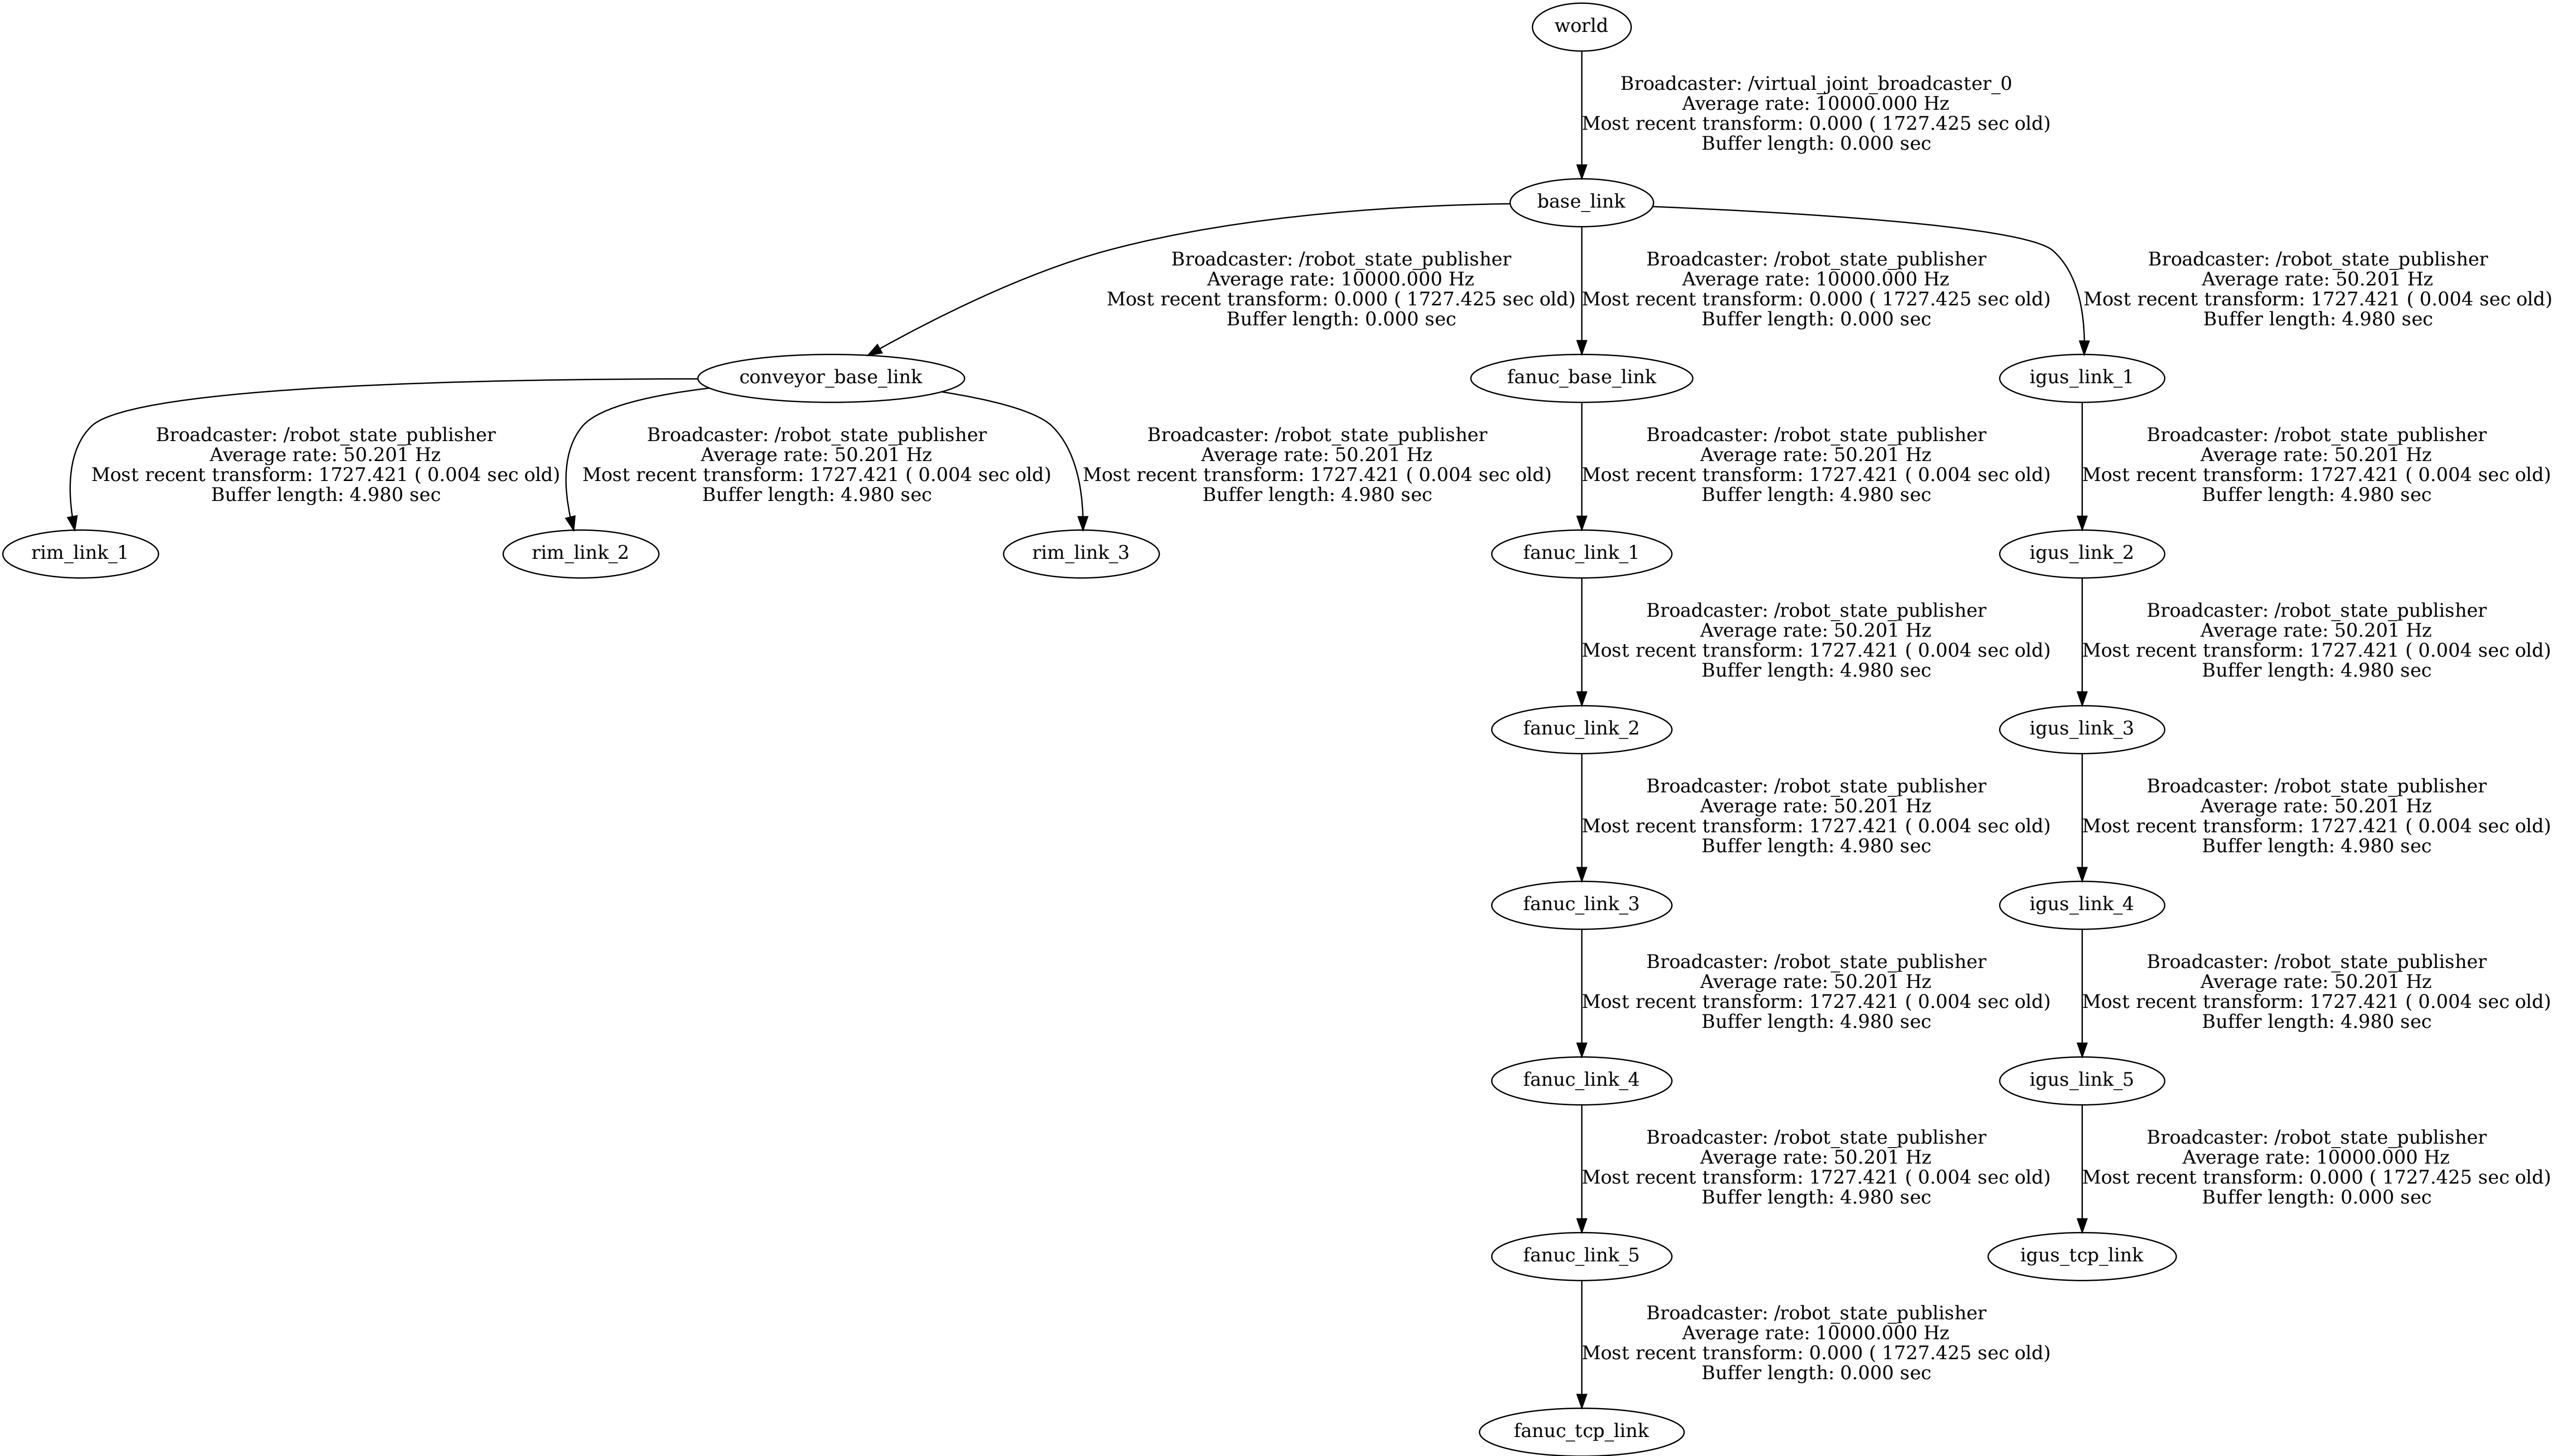 world
Broadcaster: /virtual_joint_broadcaster_0
Average rate: 10000.000 Hz
Most recent transform: 0.000 ( 1727.425 sec old)
Buffer length: 0.000 sec
base_link
Broadcaster: /robot_state_publisher
Average rate: 10000.000 Hz
Most recent transform: 0.000 ( 1727.425 sec old)
Buffer length: 0.000 sec
Broadcaster: /robot_state_publisher
Average rate: 10000.000 Hz
Most recent transform: 0.000 ( 1727.425 sec old)
Buffer length: 0.000 sec
Broadcaster: /robot_state_publisher
Average rate: 50.201 Hz
Most recent transform: 1727.421 ( 0.004 sec old)
Buffer length: 4.980 sec
conveyor_base_link
fanuc_base_link
igus_link_1
Broadcaster: /robot_state_publisher
Average rate: 50.201 Hz
Most recent transform: 1727.421 ( 0.004 sec old)
Buffer length: 4.980 sec
Broadcaster: /robot_state_publisher
Average rate: 50.201 Hz
Most recent transform: 1727.421 ( 0.004 sec old)
Buffer length: 4.980 sec
Broadcaster: /robot_state_publisher
Average rate: 50.201 Hz
Most recent transform: 1727.421 ( 0.004 sec old)
Buffer length: 4.980 sec
Broadcaster: /robot_state_publisher
Average rate: 50.201 Hz
Most recent transform: 1727.421 ( 0.004 sec old)
Buffer length: 4.980 sec
Broadcaster: /robot_state_publisher
Average rate: 50.201 Hz
Most recent transform: 1727.421 ( 0.004 sec old)
Buffer length: 4.980 sec
rim_link_1
rim_link_2
rim_link_3
fanuc_link_1
igus_link_2
Broadcaster: /robot_state_publisher
Average rate: 50.201 Hz
Most recent transform: 1727.421 ( 0.004 sec old)
Buffer length: 4.980 sec
Broadcaster: /robot_state_publisher
Average rate: 50.201 Hz
Most recent transform: 1727.421 ( 0.004 sec old)
Buffer length: 4.980 sec
fanuc_link_2
igus_link_3
Broadcaster: /robot_state_publisher
Average rate: 50.201 Hz
Most recent transform: 1727.421 ( 0.004 sec old)
Buffer length: 4.980 sec
Broadcaster: /robot_state_publisher
Average rate: 50.201 Hz
Most recent transform: 1727.421 ( 0.004 sec old)
Buffer length: 4.980 sec
fanuc_link_3
igus_link_4
Broadcaster: /robot_state_publisher
Average rate: 50.201 Hz
Most recent transform: 1727.421 ( 0.004 sec old)
Buffer length: 4.980 sec
Broadcaster: /robot_state_publisher
Average rate: 50.201 Hz
Most recent transform: 1727.421 ( 0.004 sec old)
Buffer length: 4.980 sec
fanuc_link_4
igus_link_5
Broadcaster: /robot_state_publisher
Average rate: 50.201 Hz
Most recent transform: 1727.421 ( 0.004 sec old)
Buffer length: 4.980 sec
Broadcaster: /robot_state_publisher
Average rate: 10000.000 Hz
Most recent transform: 0.000 ( 1727.425 sec old)
Buffer length: 0.000 sec
fanuc_link_5
igus_tcp_link
Broadcaster: /robot_state_publisher
Average rate: 10000.000 Hz
Most recent transform: 0.000 ( 1727.425 sec old)
Buffer length: 0.000 sec
fanuc_tcp_link